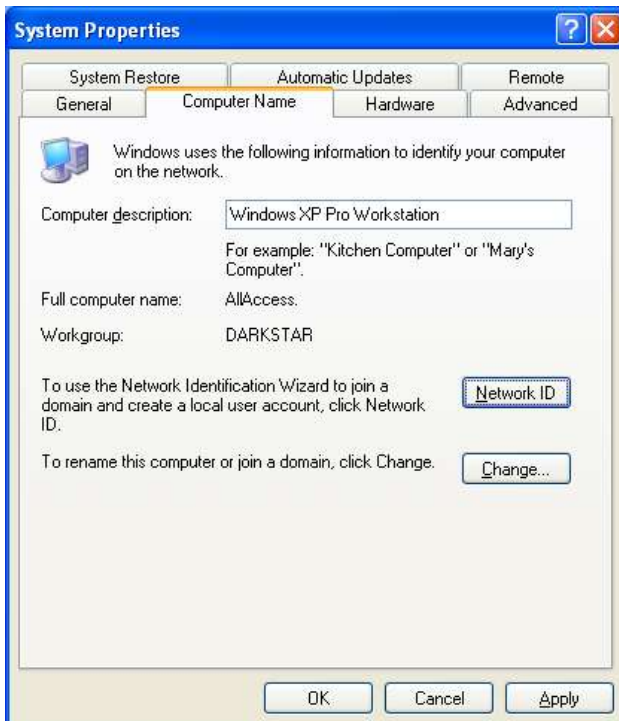 System Properties
System Restore
Automatic Updates
Remote
General
Computer Name
Hardware
Advanced
Windows uses the following information to identify your computer
on the network.
Computer description:
Windows XP Pro Workstation
For example: "Kitchen Computer" or "Mary's
Computer".
Full computer name:
AllAccess.
Workgroup:
DARKSTAR
To use the Network Identification Wizard to join a
domain and create a local user account, click Network
ID.
Network ID
To rename this computer or join a domain, click Change.
Change...
OK
Cancel
Apply